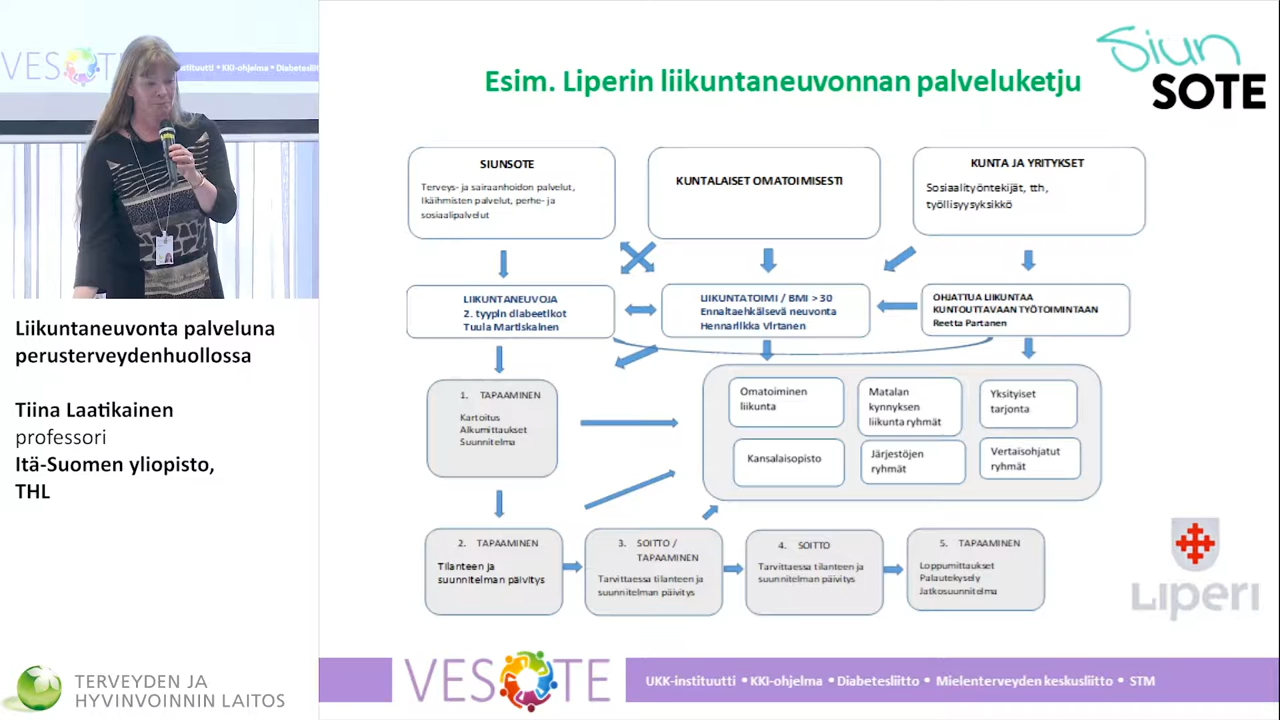 VESOTE
instituutti • KKI-ohjelma • Diabetesliit
Liikuntaneuvonta palveluna
perusterveydenhuollossa
Tiina Laatikainen
professori
Itä-Suomen yliopisto,
THL
TERVEYDEN JA
HYVINVOINNIN LAITOS
Siun
SOTE
Esim. Liperin liikuntaneuvonnan palveluketju
SIUNSOTE
Terveys- ja sairaanhoidon palvelut,
Ikäihmisten palvelut, perhe- ja
sosiaalipalvelut
KUNTALAISET OMATOIMISESTI
KUNTA JA YRITYKSET
Sosiaalityöntekijät, tth,
työllisyysyksikkö
LIIKUNTANEUVOJA
2. tyypin diabeetikot
Tuula Martiskainen
LIIKUNTATOIMI / BMI > 30
Ennaltaehkäisevä neuvonta
Hennariikka Virtanen
OHJATTUA LIIKUNTAA
KUNTOUTTAVAAN TYÖTOIMINTAAN
Reetta Partanen
1. TAPAAMINEN
Kartoitus
Alkumittaukset
Suunnitelma
Omatoiminen
liikunta
Matalan
kynnyksen
liikunta ryhmät
Yksityiset
tarjonta
Kansalaisopisto
Järjestöjen
ryhmät
Vertaisohjatut
ryhmät
2. TAPAAMINEN
Tilanteen ja
suunnitelman päivitys
3. SOITTO /
TAPAAMINEN
Tarvittaessa tilanteen ja
suunnitelman päivitys
4. SOITTO
Tarvittaessa tilanteen ja
suunnitelman päivitys
5. TAPAAMINEN
Loppumittaukset
Palautekysely
Jatkosuunnitelma
LIPERI
VESOTE
UKK-instituutti • KKI-ohjelma • Diabetesliitto • Mielenterveyden keskusliitto • STM